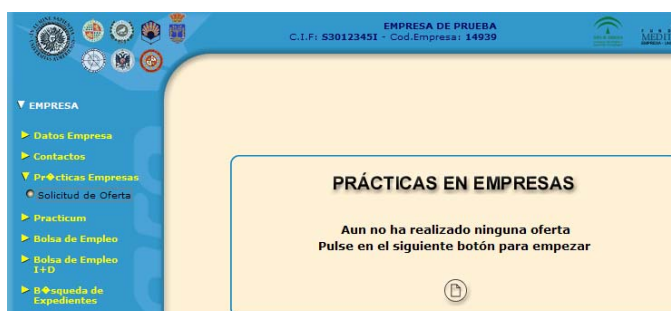 EMPRESA DE PRUEBA
C.I.F: S3012345I - Cod.Empresa: 14939
EMPRESA
Datos Empresa
Contactos
Pr�cticas Empresas
Solicitud de Oferta
Practicum
Bolsa de Empleo
Bolsa de Empleo
I+D
B�squeda de
Expedientes
PRÁCTICAS EN EMPRESAS
Aun no ha realizado ninguna oferta
Pulse en el siguiente botón para empezar